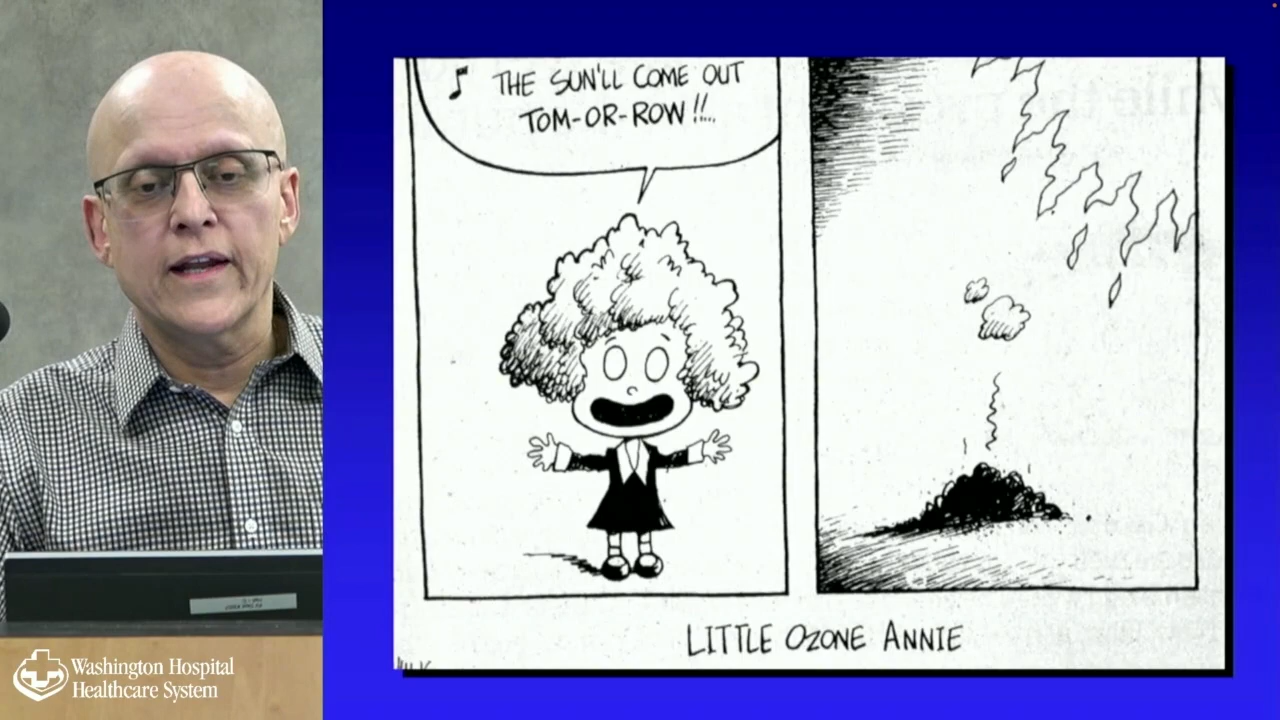 ♪ THE SUN'LL COME OUT
TOM-OR-ROW!!..
LITTLE OZONE ANNIE
Washington Hospital
Healthcare System